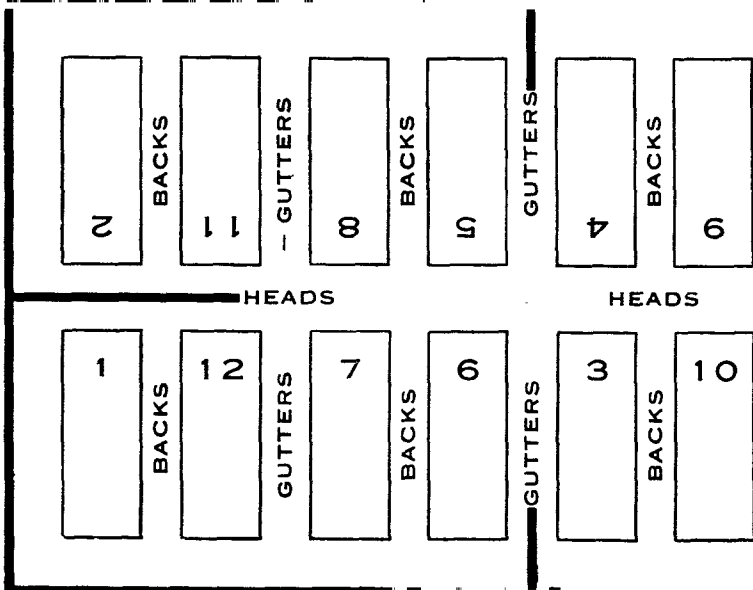 BACKS
— GUTTERS
BACKS
GUTTERS
BACKS
2 11 8 5 4 9
HEADS HEADS
1 12 7 6 3 10
BACKS
GUTTERS
BACKS
GUTTERS
BACKS